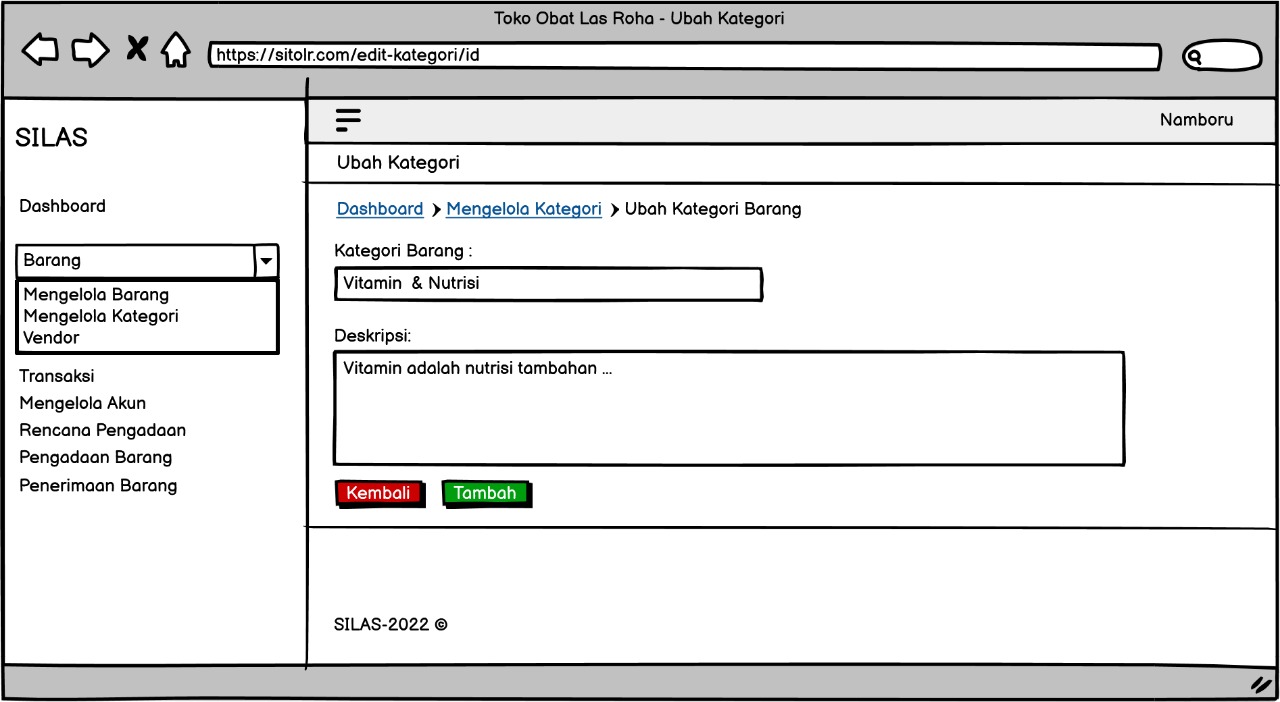 Toko Obat Las Roha - Ubah Kategori
https://sitolr.com/edit-kategori/id
SILAS
Dashboard
Barang
Mengelola Barang
Mengelola Kategori
Vendor
Transaksi
Mengelola Akun
Rencana Pengadaan
Pengadaan Barang
Penerimaan Barang
Namboru
Ubah Kategori
Dashboard Mengelola Kategori Ubah Kategori Barang
Kategori Barang :
Vitamin & Nutrisi
Deskripsi:
Vitamin adalah nutrisi tambahan ...
Kembali Tambah
SILAS-2022 ©